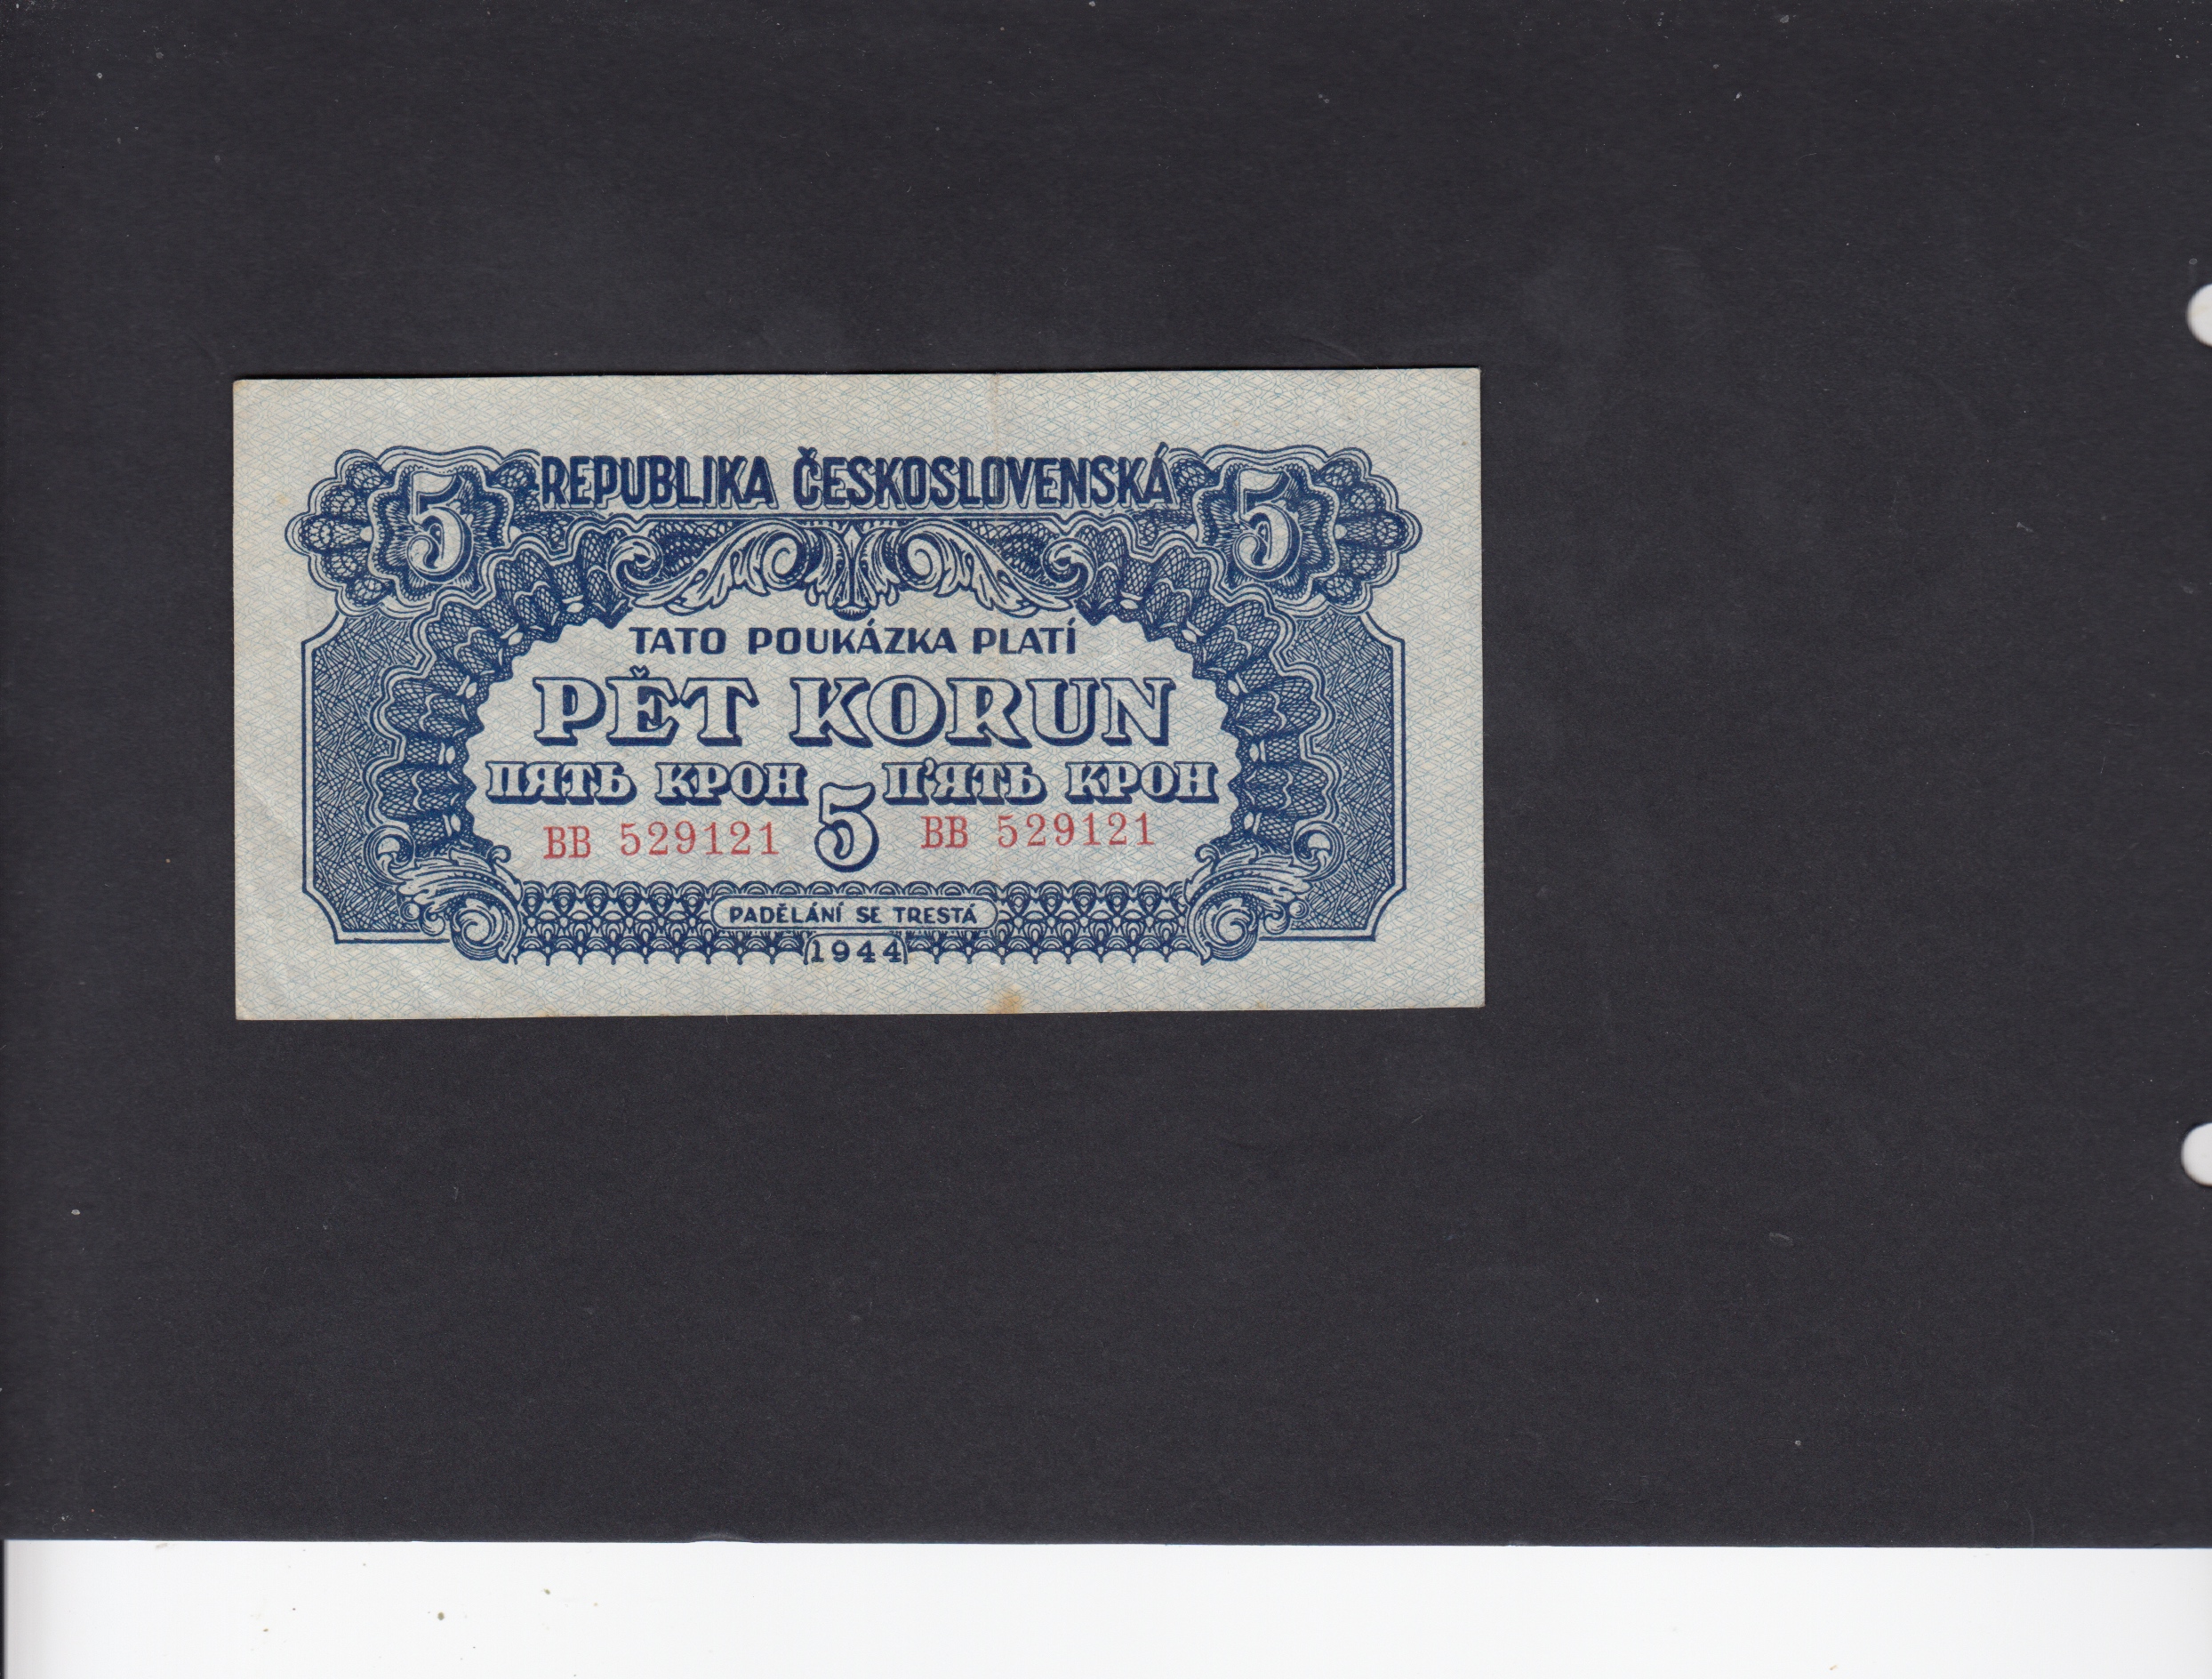 5 REPUBLIKA ČESKOSLOVENSKÁ 5
TATO POUKÁZKA PLATÍ
PĚT KORUN
ПЯТЬ КРОН 5 П'ЯТЬ КРОН
BB 529121 BB 529121
PADĚLÁNÍ SE TRESTÁ
1944